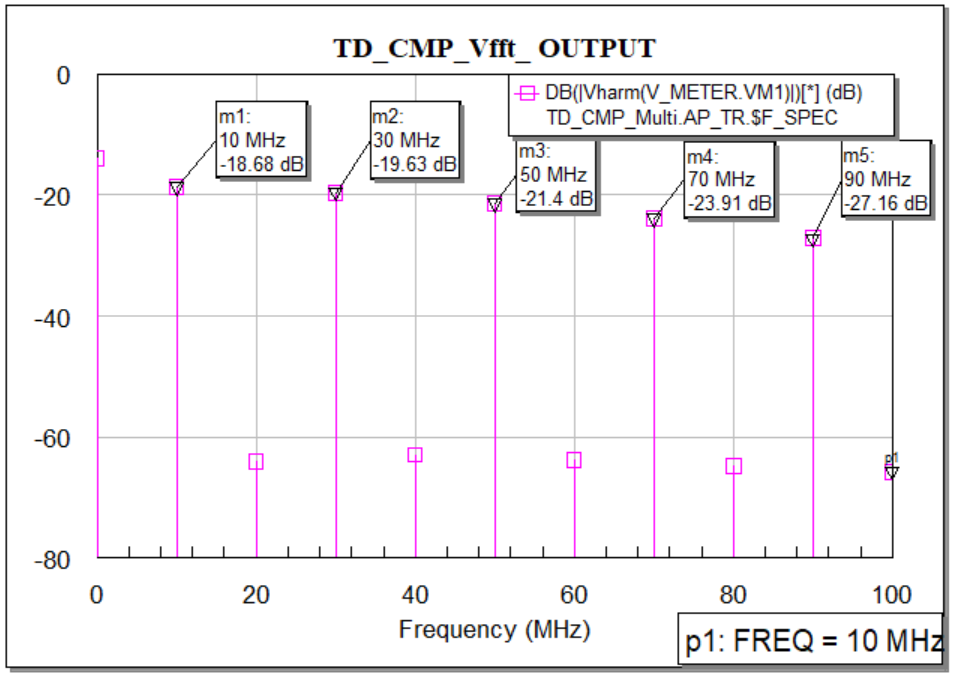 TD_CMP_Vfft_ OUTPUT
DB(|Vharm(V_METER.VM1)|)[*] (dB)
TD_CMP_Multi.AP_TR.$F_SPEC
m1:
10 MHz
-18.68 dB
m2:
30 MHz
-19.63 dB
m3:
50 MHz
-21.4 dB
m4:
70 MHz
-23.91 dB
m5:
90 MHz
-27.16 dB
0
-20
-40
-60
-80
p1
0
20
40
60
80
100
Frequency (MHz)
p1: FREQ = 10 MHz